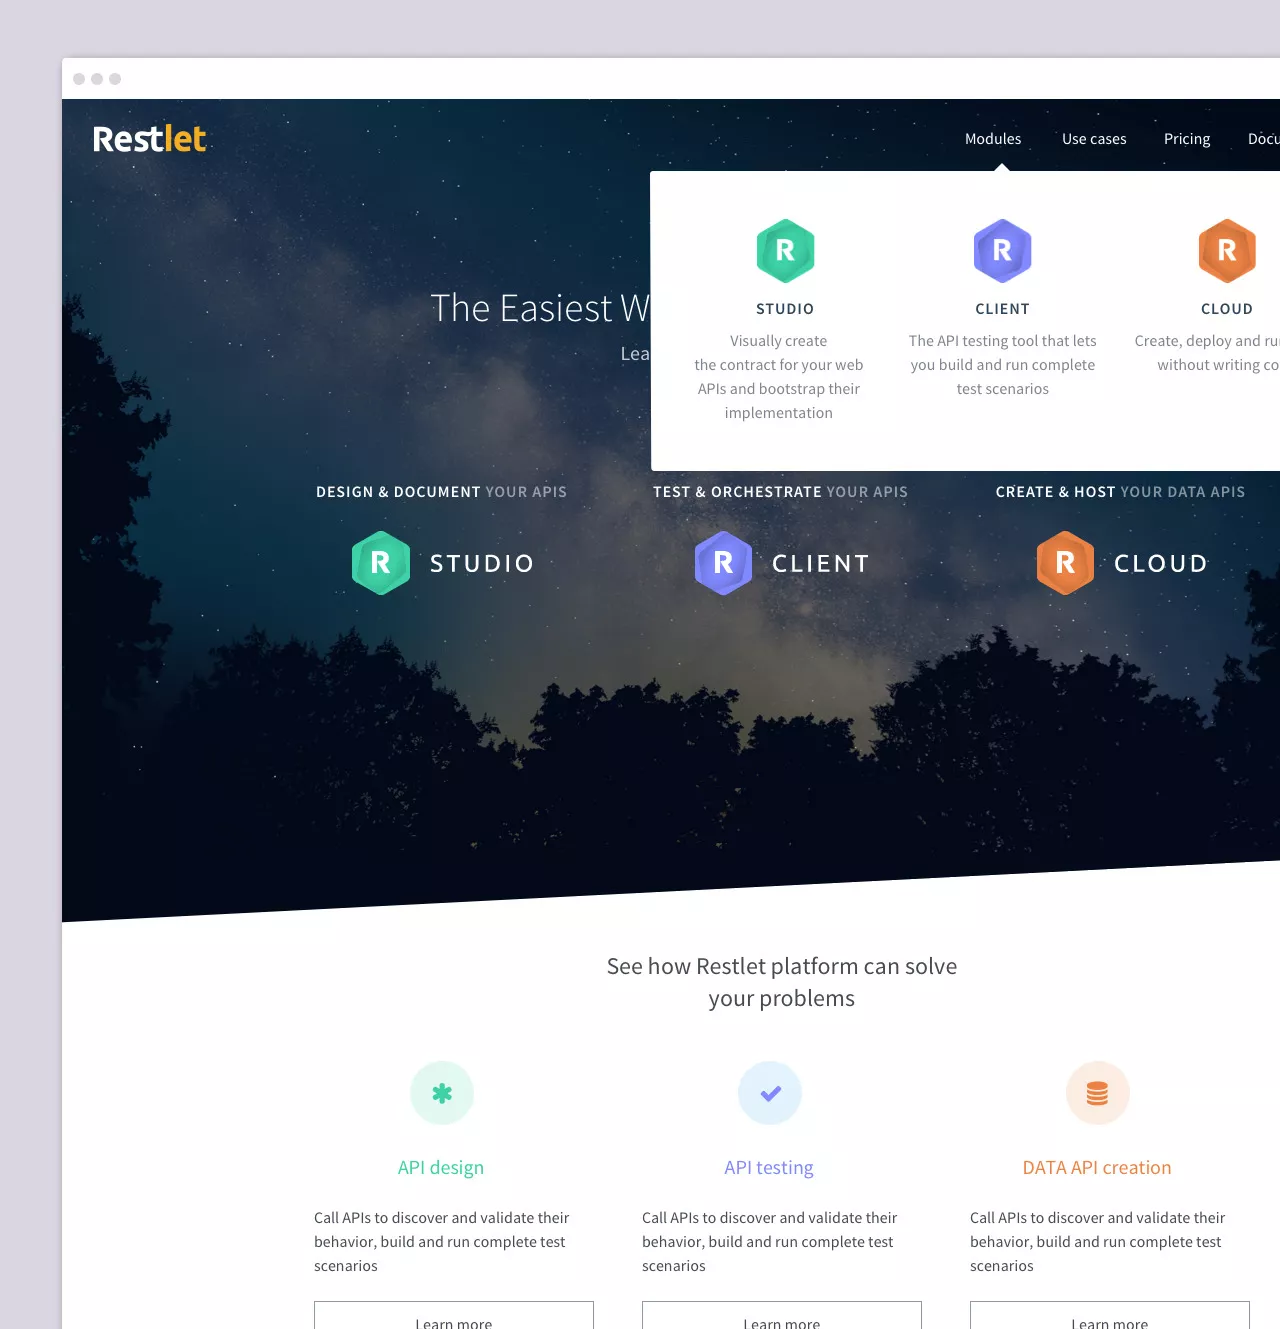 Restlet
Modules Use cases Pricing
R R R
STUDIO CLIENT CLOUD
Visually create
the contract for your web
APIs and bootstrap their
implementation
The API testing tool that lets
you build and run complete
test scenarios
Create, deploy and
without writing
The Easiest
DESIGN & DOCUMENT YOUR APIS
R STUDIO
TEST & ORCHESTRATE YOUR APIS
R CLIENT
CREATE & HOST YOUR DATA APIS
R CLOUD
See how Restlet platform can solve
your problems
API design
Call APIs to discover and validate their
behavior, build and run complete test
scenarios
Learn more
API testing
Call APIs to discover and validate their
behavior, build and run complete test
scenarios
Learn more
DATA API creation
Call APIs to discover and validate their
behavior, build and run complete test
scenarios
Learn more